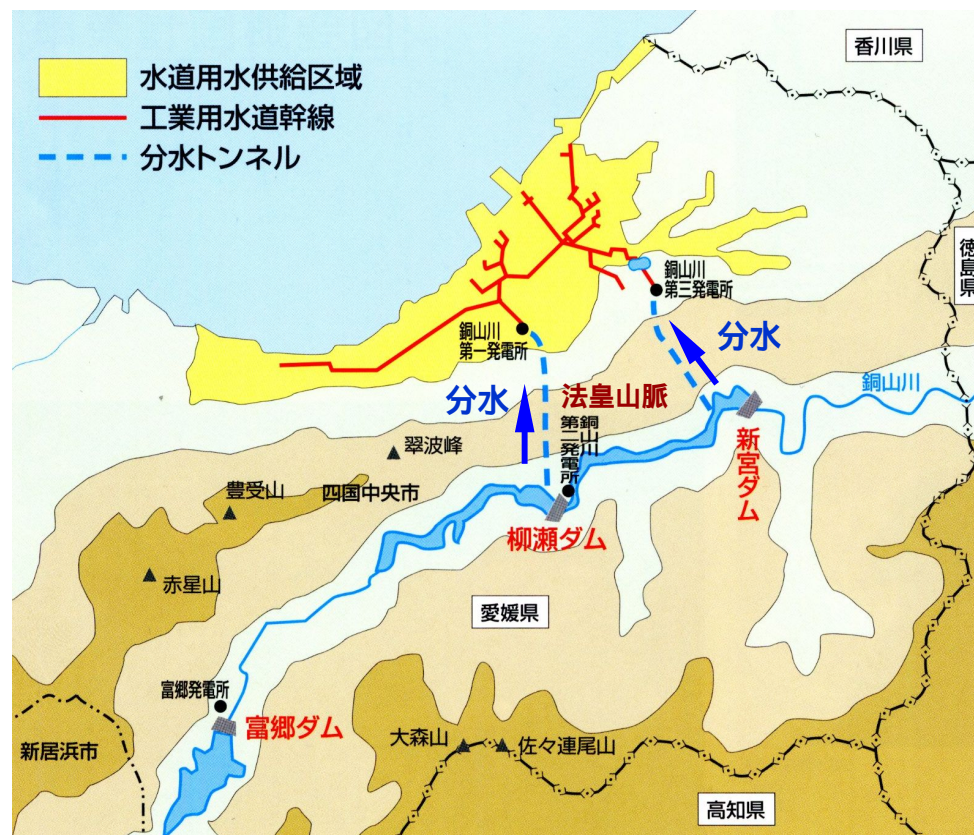 香川県
水道用水供給区域
工業用水道幹線
分水トンネル
徳島県
銅山川
第三発電所
銅山川
第一発電所
分水
分水
法皇山脈
銅山川
銅山川
第二発電所
新宮ダム
翠波峰
豊受山
四国中央市
柳瀬ダム
赤星山
愛媛県
富郷発電所
富郷ダム
新居浜市
大森山
佐々連尾山
高知県